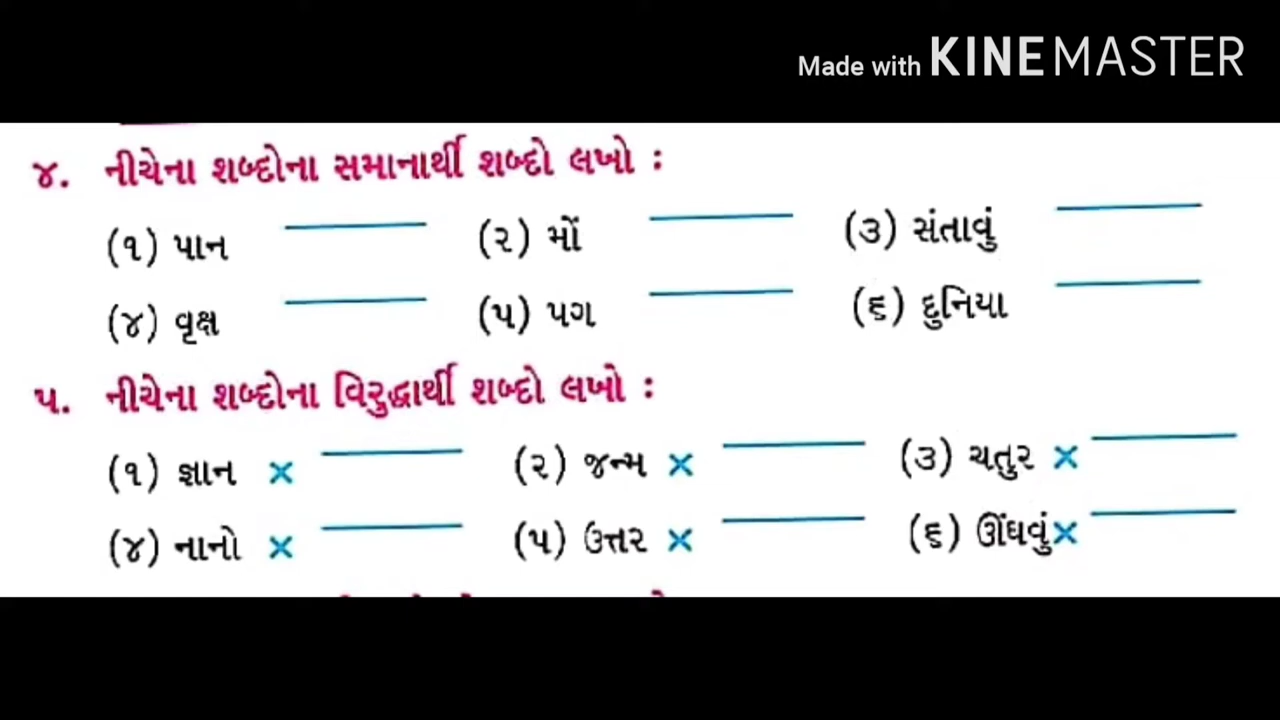 Made with KINEMASTER
૪. નીચેના શબ્દોના સમાનાર્થી શબ્દો લખો :
(૧) પાન (૨) મોં (૩) સંતાવું
(૪) વૃક્ષ (૫) પગ (૬) દુનિયા
૫. નીચેના શબ્દોના વિરુદ્ધાર્થી શબ્દો લખો :
(૧) જ્ઞાન × (૨) જન્મ × (૩) ચતુર ×
(૪) નાનો × (૫) ઉત્તર × (૬) ઊંઘવું×